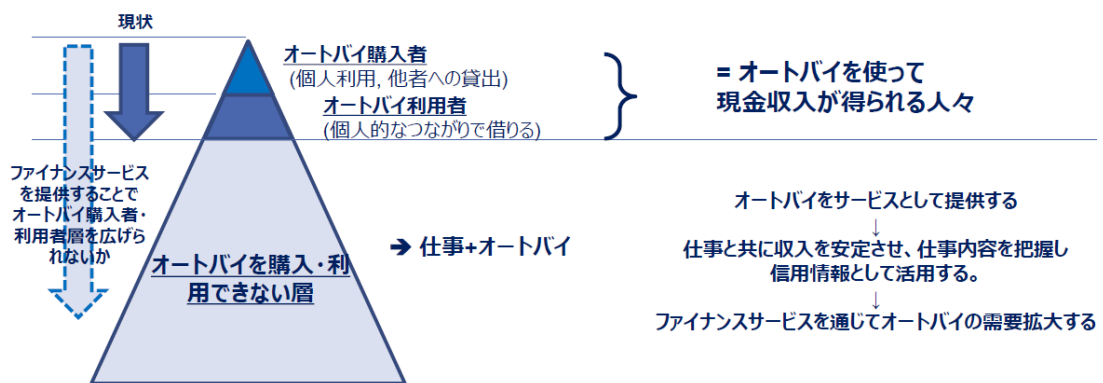 現状
オートバイ購入者
(個人利用, 他者への貸出)
オートバイ利用者
(個人的なつながりで借りる)
= オートバイを使って
現金収入が得られる人々
ファイナンスサービス
を提供することで
オートバイ購入者・
利用者層を広げら
れないか
オートバイを購入・利
用できない層
➔ 仕事+オートバイ
オートバイをサービスとして提供する
↓
仕事と共に収入を安定させ、仕事内容を把握し
信用情報として活用する。
↓
ファイナンスサービスを通じてオートバイの需要拡大する